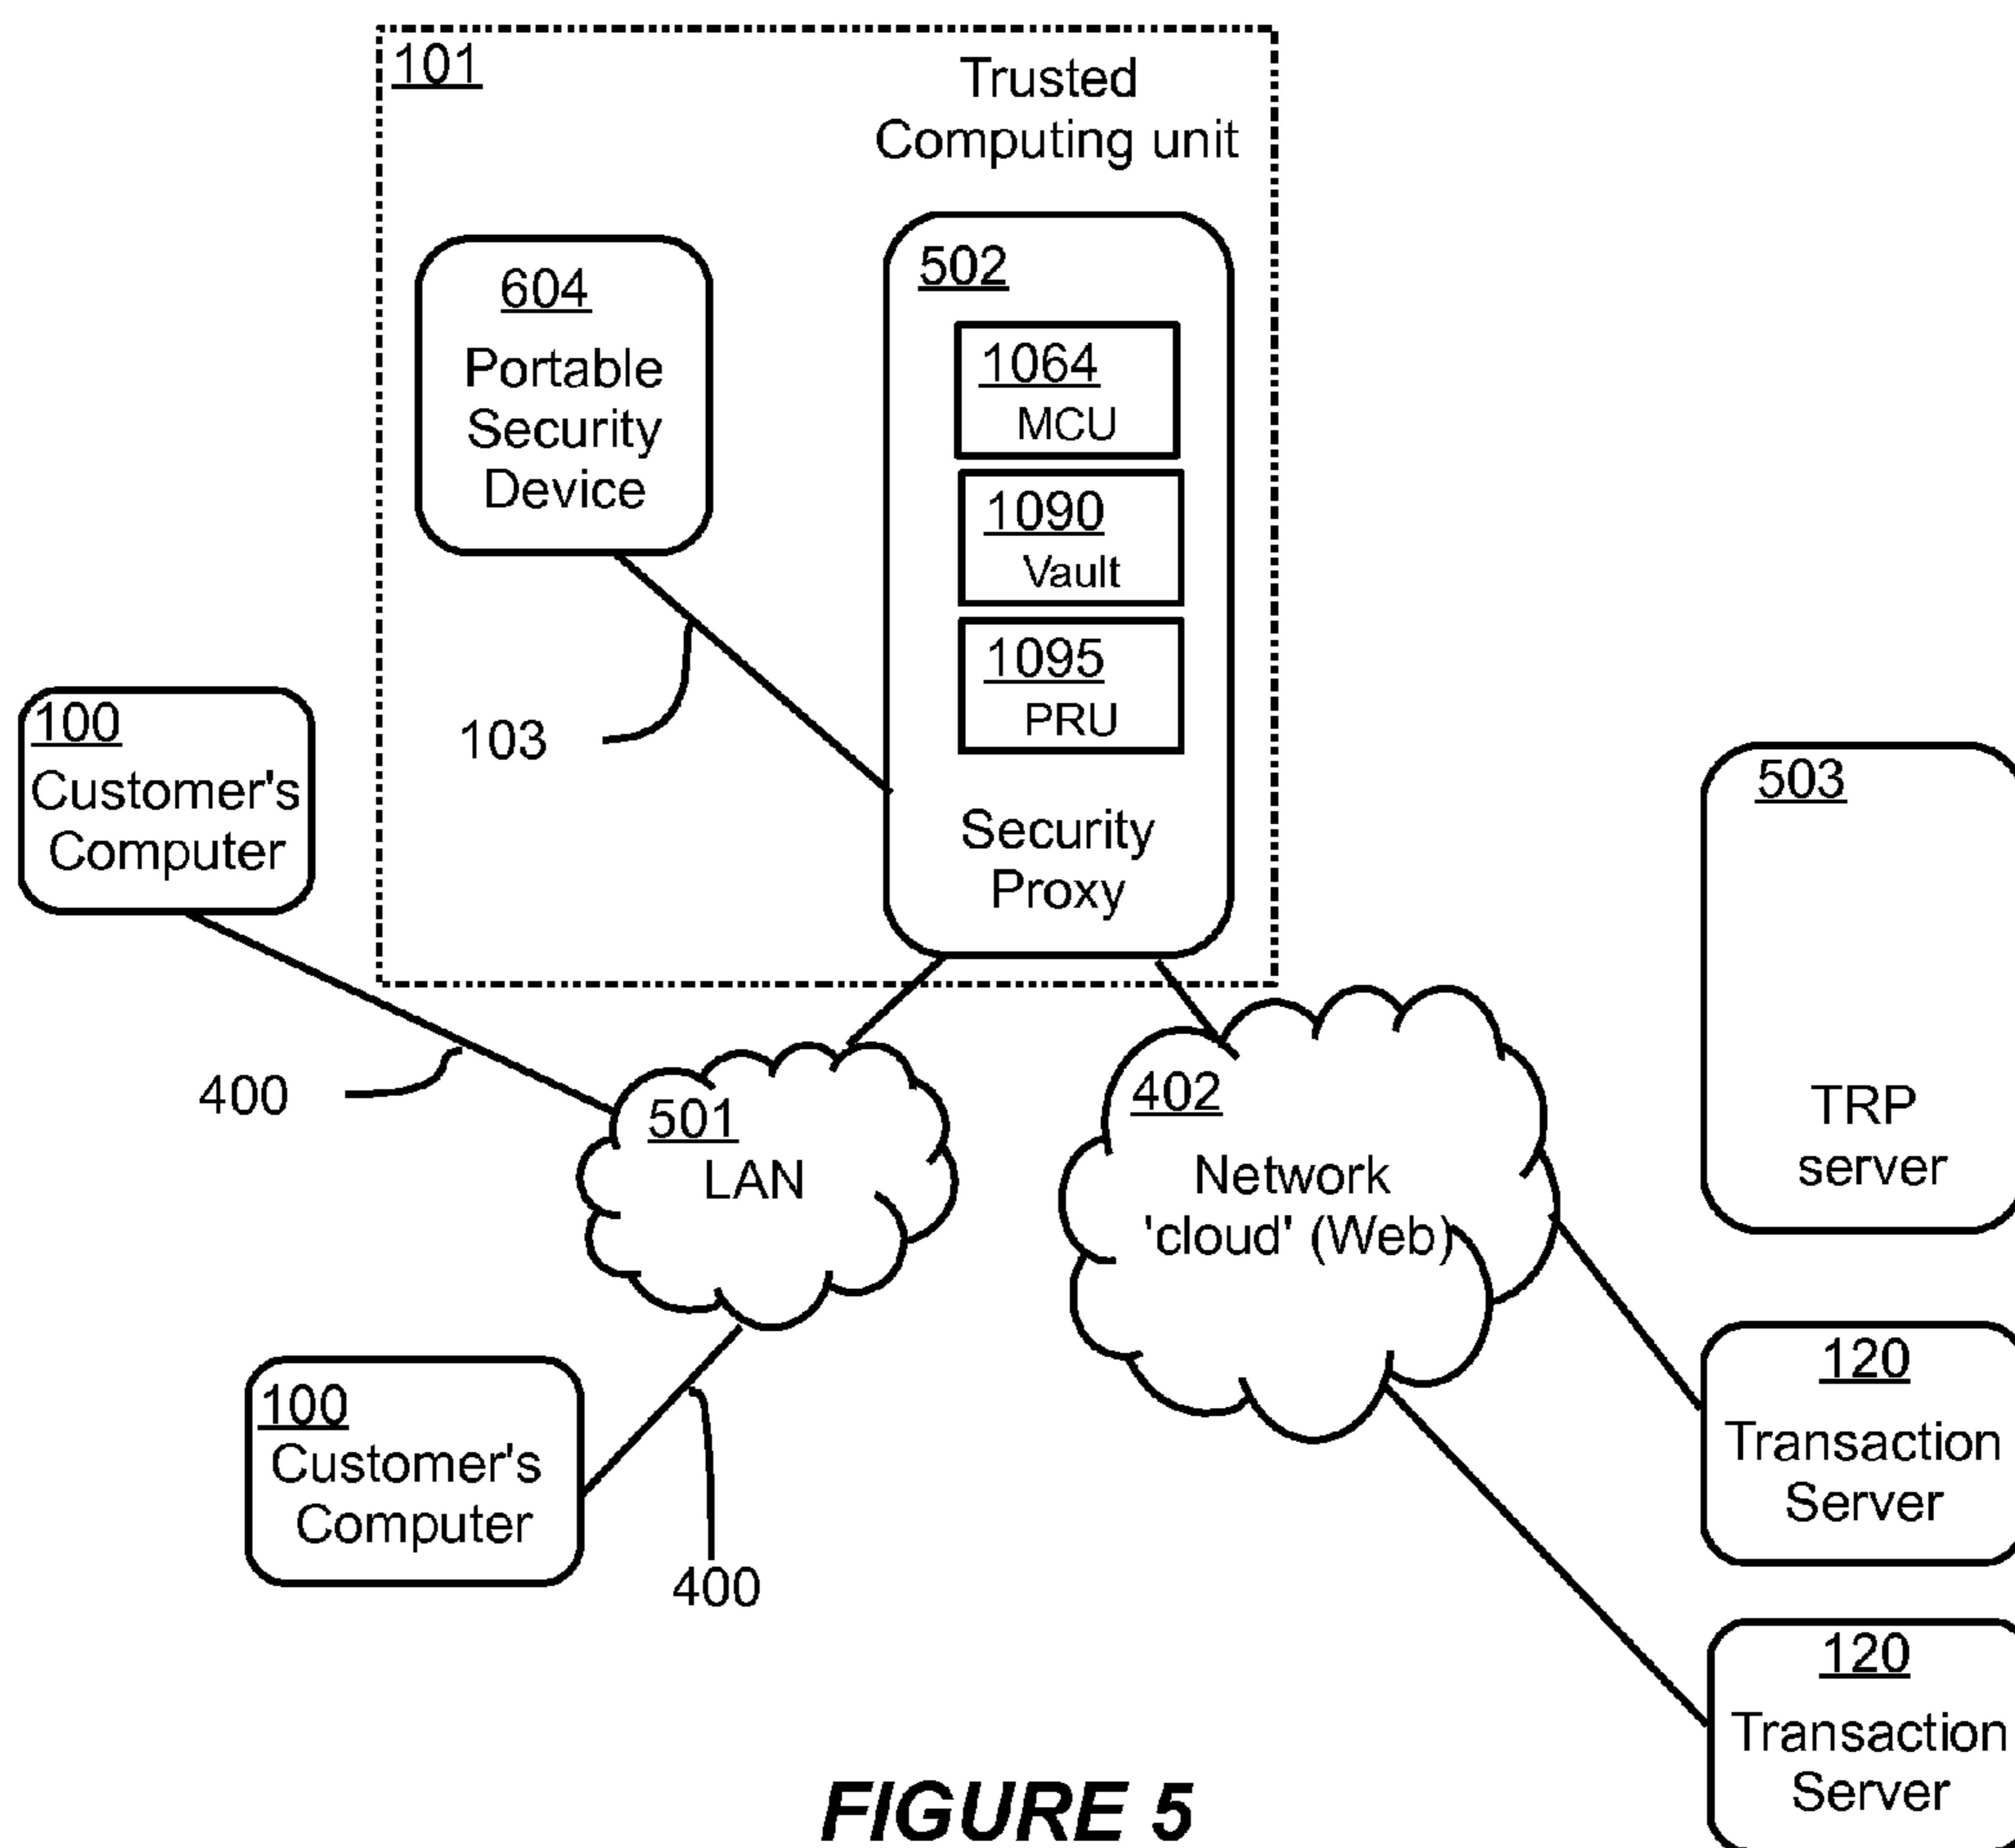 101
Trusted
Computing unit
604
Portable
Security
Device
502
1064
MCU
1090
Vault
1095
PRU
Security
Proxy
103
100
Customer's
Computer
503
TRP
server
400
501
LAN
402
Network
'cloud' (Web)
120
Transaction
Server
100
Customer's
Computer
400
120
Transaction
Server
FIGURE 5